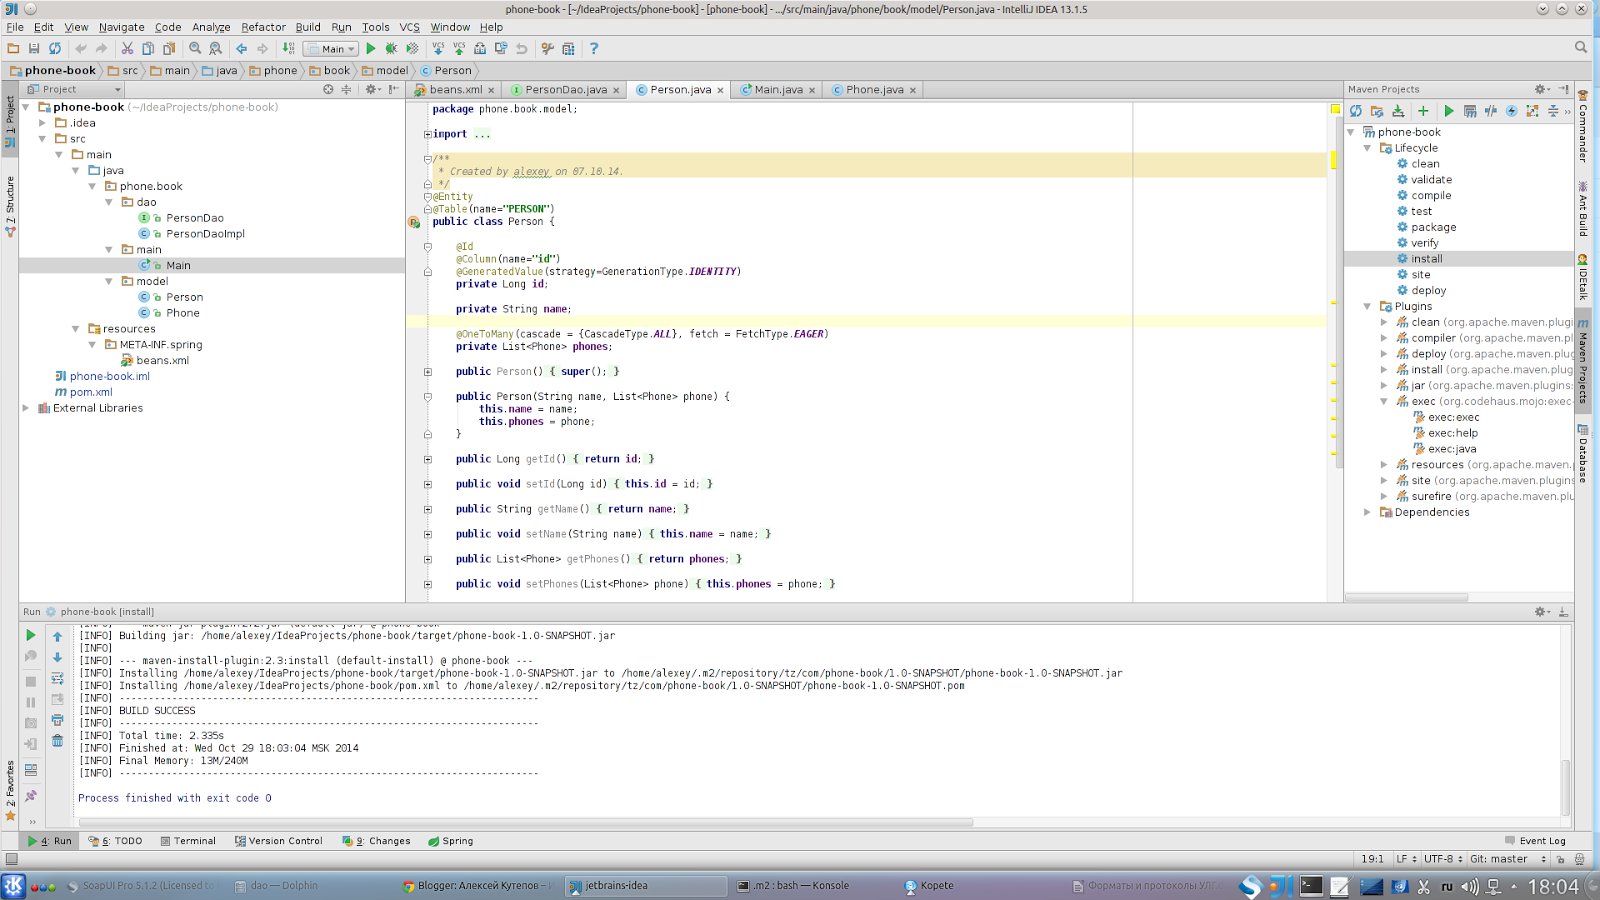 phone-book - [~/IdeaProjects/phone-book] - [phone-book] - .../src/main/java/phone/book/model/Person.java - IntelliJ IDEA 13.1.5
File Edit View Navigate Code Analyze Refactor Build Run Tools VCS Window Help
Main
phone-book src main java phone book model Person
Project
beans.xml PersonDao.java Person.java Main.java Phone.java
Maven Projects
1: Project
7: Structure
2: Favorites
phone-book (~/IdeaProjects/phone-book)
.idea
src
main
java
phone.book
dao
PersonDao
PersonDaoImpl
main
Main
model
Person
Phone
resources
META-INF.spring
beans.xml
phone-book.iml
pom.xml
External Libraries
package phone.book.model;
import ...
/**
* Created by alexey on 07.10.14.
*/
@Entity
@Table(name="PERSON")
public class Person {
@Id
@Column(name="id")
@GeneratedValue(strategy=GenerationType.IDENTITY)
private Long id;
private String name;
@OneToMany(cascade = {CascadeType.ALL}, fetch = FetchType.EAGER)
private List<Phone> phones;
public Person() { super(); }
public Person(String name, List<Phone> phone) {
this.name = name;
this.phones = phone;
}
public Long getId() { return id; }
public void setId(Long id) { this.id = id; }
public String getName() { return name; }
public void setName(String name) { this.name = name; }
public List<Phone> getPhones() { return phones; }
public void setPhones(List<Phone> phone) { this.phones = phone; }
phone-book
Lifecycle
clean
validate
compile
test
package
verify
install
site
deploy
Plugins
clean (org.apache.maven.plugi
compiler (org.apache.maven.pl
deploy (org.apache.maven.plug
install (org.apache.maven.plug
jar (org.apache.maven.plugins:
exec (org.codehaus.mojo:exec-
exec:exec
exec:help
exec:java
resources (org.apache.maven.
site (org.apache.maven.plugins
surefire (org.apache.maven.plu
Dependencies
Commander
Ant Build
IDEtalk
Maven Projects
Database
Run phone-book [install]
[INFO] Building jar: /home/alexey/IdeaProjects/phone-book/target/phone-book-1.0-SNAPSHOT.jar
[INFO]
[INFO] --- maven-install-plugin:2.3:install (default-install) @ phone-book ---
[INFO] Installing /home/alexey/IdeaProjects/phone-book/target/phone-book-1.0-SNAPSHOT.jar to /home/alexey/.m2/repository/tz/com/phone-book/1.0-SNAPSHOT/phone-book-1.0-SNAPSHOT.jar
[INFO] Installing /home/alexey/IdeaProjects/phone-book/pom.xml to /home/alexey/.m2/repository/tz/com/phone-book/1.0-SNAPSHOT/phone-book-1.0-SNAPSHOT.pom
[INFO] ------------------------------------------------------------------------
[INFO] BUILD SUCCESS
[INFO] ------------------------------------------------------------------------
[INFO] Total time: 2.335s
[INFO] Finished at: Wed Oct 29 18:03:04 MSK 2014
[INFO] Final Memory: 13M/240M
[INFO] ------------------------------------------------------------------------
Process finished with exit code 0
4: Run 6: TODO Terminal Version Control 9: Changes Spring Event Log
19:1 LF UTF-8 Git: master
SoapUI Pro 5.1.2 (Licensed to dao — Dolphin Blogger: Алексей Кутепов – jetbrains-idea .m2 : bash — Konsole Kopete Форматы и протоколы УЛГ. ru 18:04